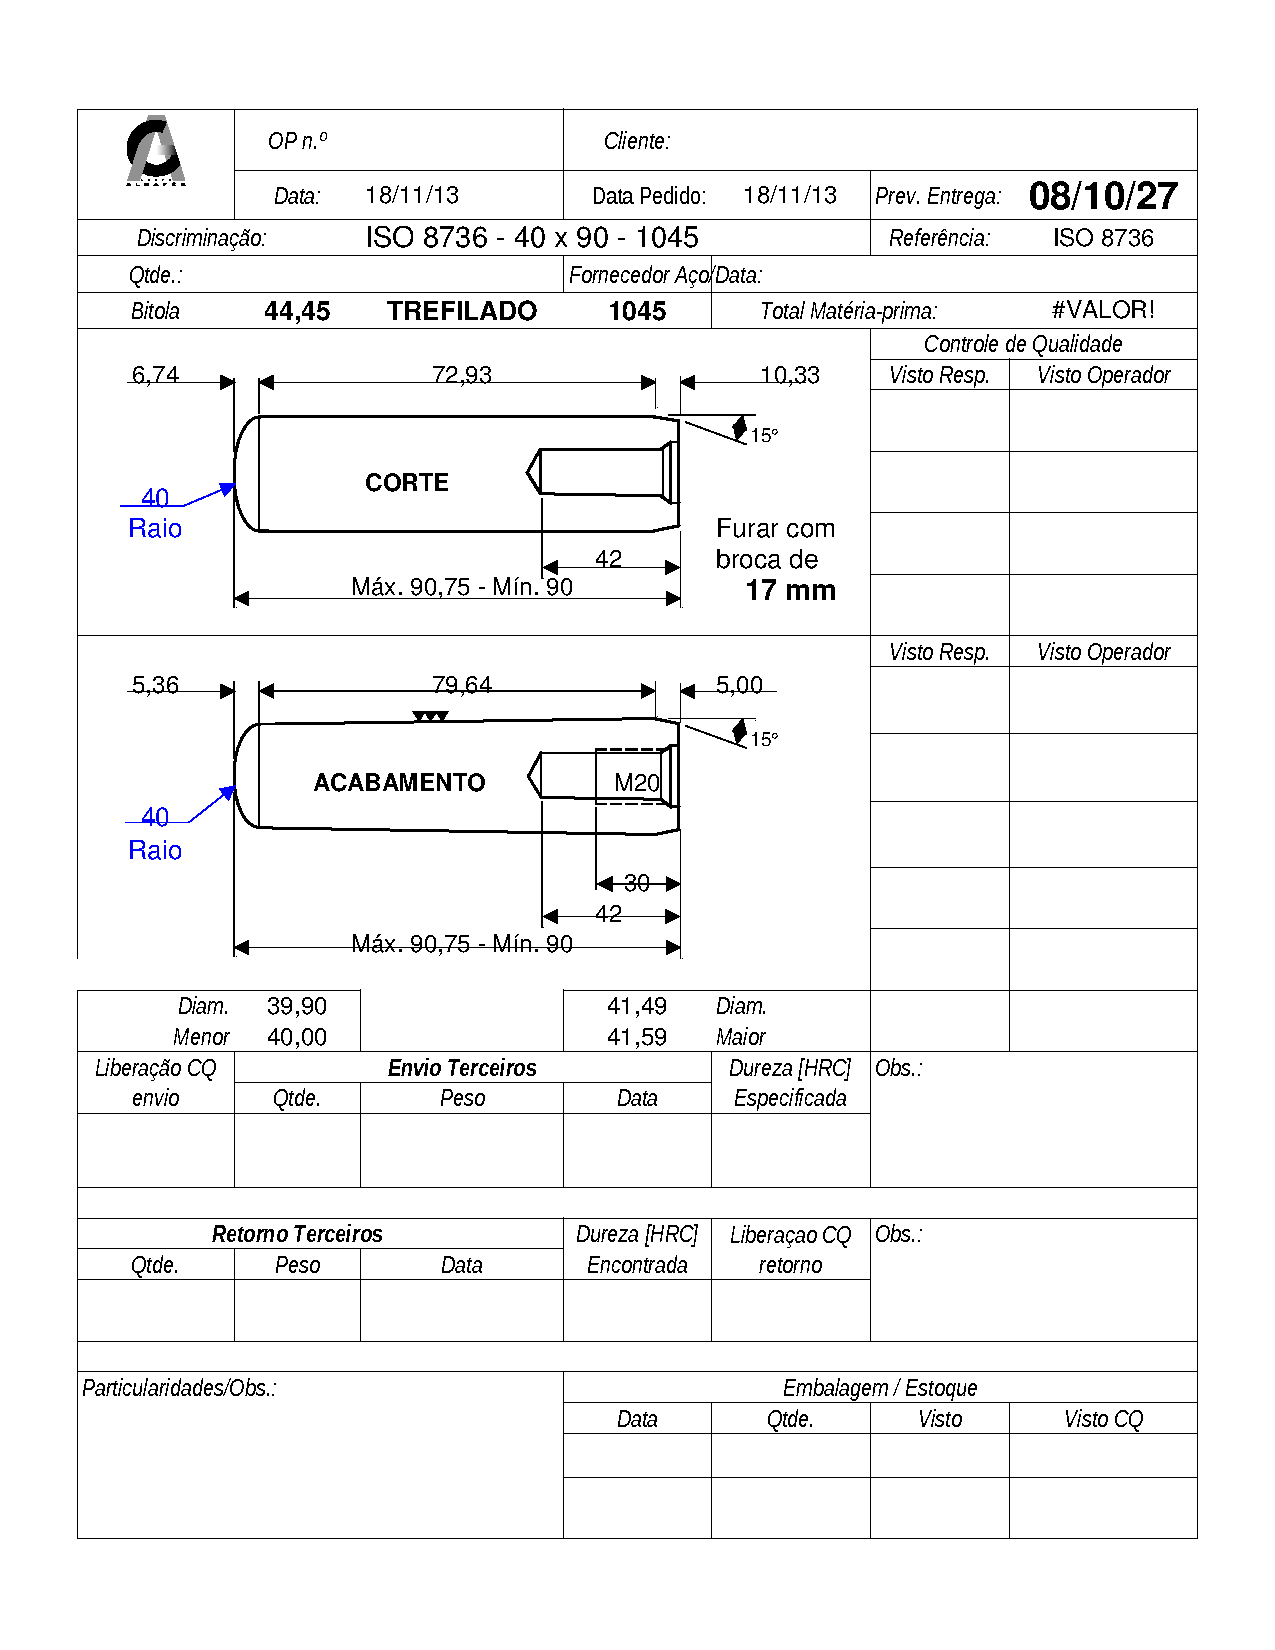 ALMAFES
OP n.º Cliente:
Data: 18/11/13 Data Pedido: 18/11/13 Prev. Entrega: 08/10/27
Discriminação: ISO 8736 - 40 x 90 - 1045 Referência: ISO 8736
Qtde.: Fornecedor Aço/Data:
Bitola 44,45 TREFILADO 1045 Total Matéria-prima: #VALOR!
Controle de Qualidade
6,74 72,93 10,33 Visto Resp. Visto Operador
15°
CORTE
40
Raio Furar com
42 broca de
Máx. 90,75 - Mín. 90 17 mm
Visto Resp. Visto Operador
5,36 79,64 5,00
15°
ACABAMENTO M20
40
Raio
30
42
Máx. 90,75 - Mín. 90
Diam. 39,90 41,49 Diam.
Menor 40,00 41,59 Maior
Liberação CQ Envio Terceiros Dureza [HRC] Obs.:
envio Qtde. Peso Data Especificada
Retorno Terceiros Dureza [HRC] Liberaçao CQ Obs.:
Qtde. Peso Data Encontrada retorno
Particularidades/Obs.: Embalagem / Estoque
Data Qtde. Visto Visto CQ